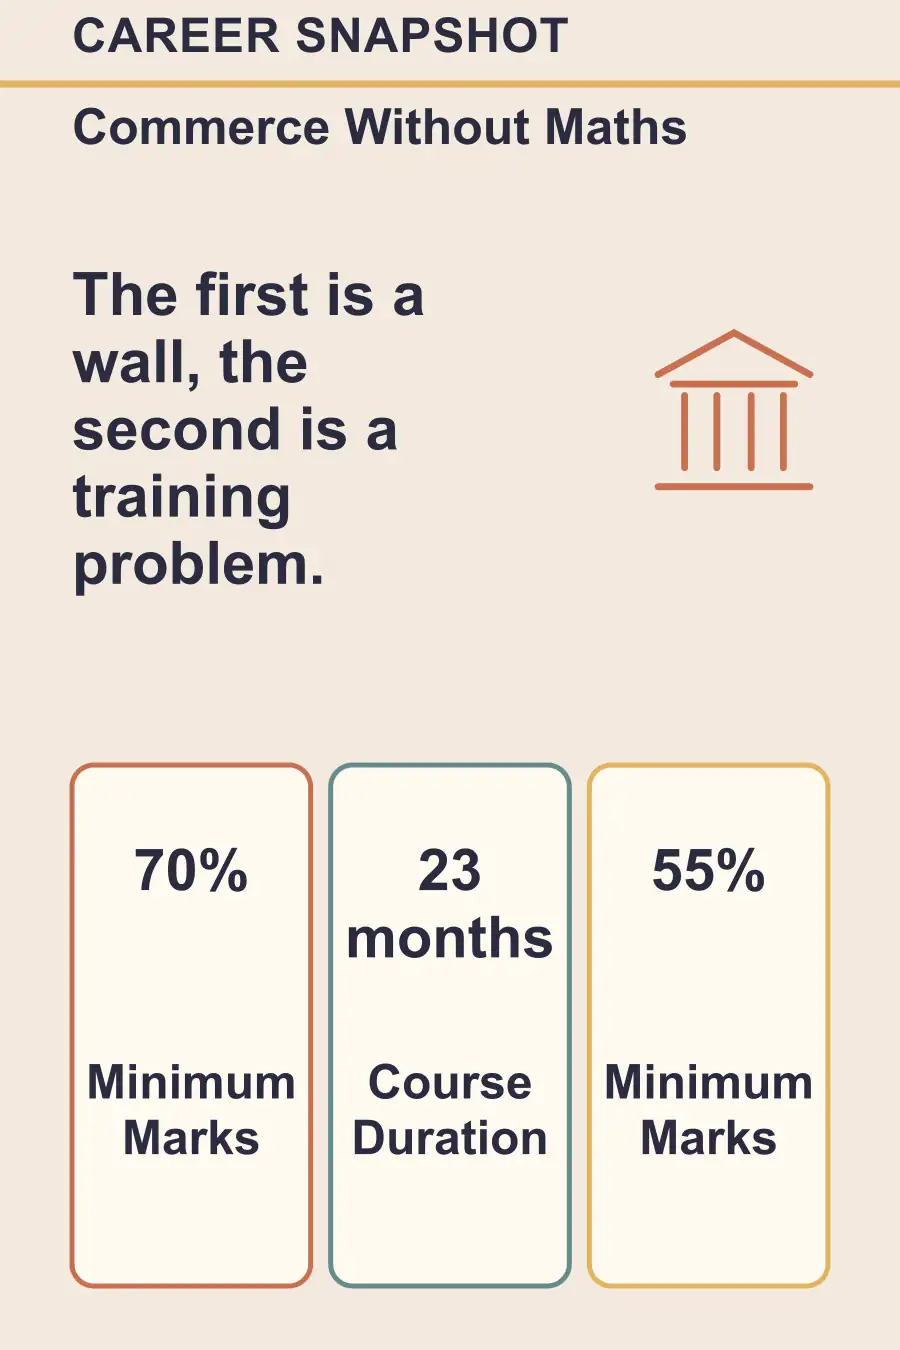 CAREER SNAPSHOT
Commerce Without Maths
The first is a
wall, the
second is a
training
problem.
70%
Minimum
Marks
23
months
Course
Duration
55%
Minimum
Marks